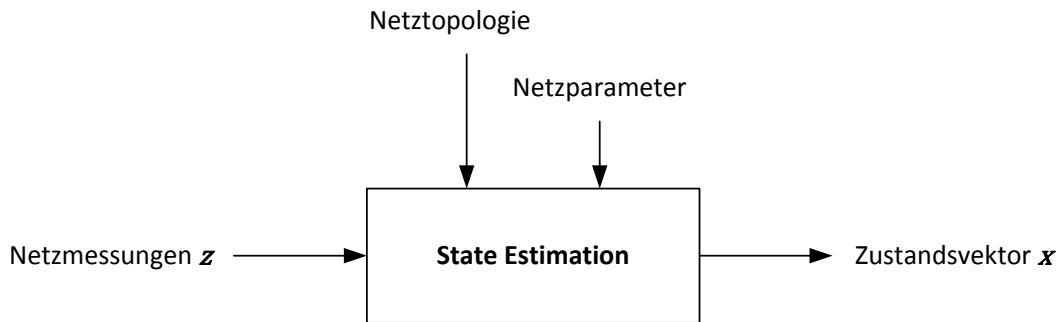 Netztopologie
Netzparameter
Netzmessungen z
State Estimation
Zustandsvektor x